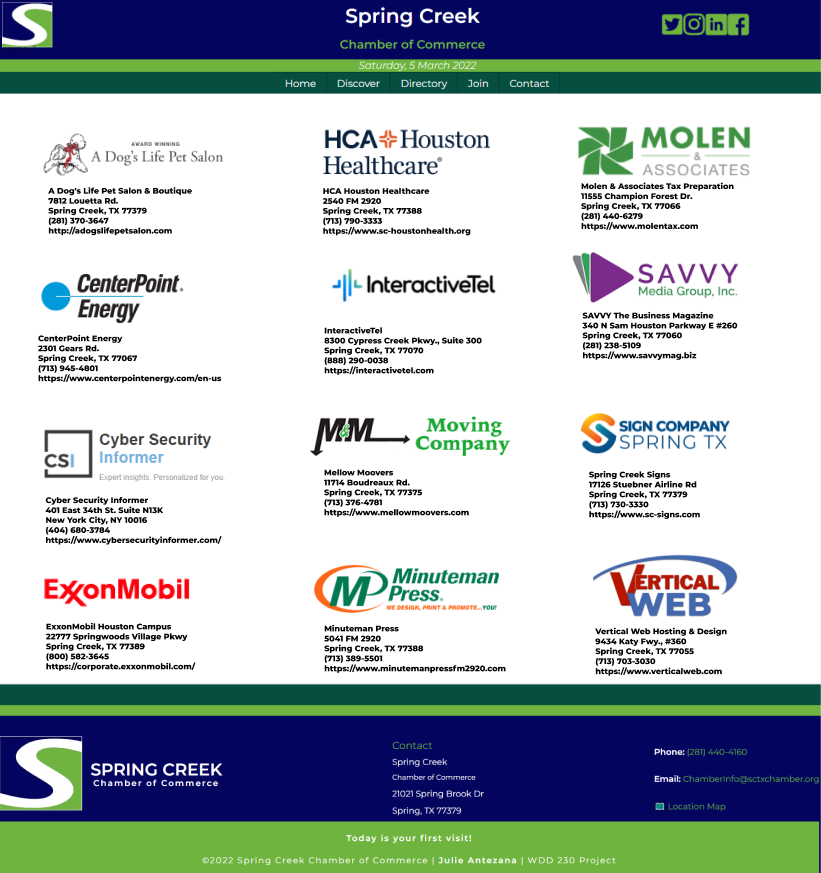 Spring Creek
Chamber of Commerce
Saturday, 5 March 2022
Home Discover Directory Join Contact
AWARD WINNING
A Dog's Life Pet Salon
A Dog's Life Pet Salon & Boutique
7812 Louetta Rd.
Spring Creek, TX 77379
(281) 370-3647
http://adogslifepetsalon.com
HCA Houston
Healthcare®
HCA Houston Healthcare
2540 FM 2920
Spring Creek, TX 77388
(713) 790-3333
https://www.sc-houstonhealth.org
MOLEN
&
ASSOCIATES
Molen & Associates Tax Preparation
11555 Champion Forest Dr.
Spring Creek, TX 77066
(281) 440-6279
https://www.molentax.com
CenterPoint.
Energy
CenterPoint Energy
2301 Gears Rd.
Spring Creek, TX 77067
(713) 945-4801
https://www.centerpointenergy.com/en-us
InteractiveTel
InteractiveTel
8300 Cypress Creek Pkwy., Suite 300
Spring Creek, TX 77070
(888) 290-0038
https://interactivetel.com
SAVVY
Media Group, Inc.
SAVVY The Business Magazine
340 N Sam Houston Parkway E #260
Spring Creek, TX 77060
(281) 238-5109
https://www.savvymag.biz
CSI
Cyber Security
Informer
Expert insights. Personalized for you.
Cyber Security Informer
401 East 34th St. Suite N13K
New York City, NY 10016
(404) 680-3784
https://www.cybersecurityinformer.com/
M&M Moving
Company
Mellow Moovers
11714 Boudreaux Rd.
Spring Creek, TX 77375
(713) 376-4781
https://www.mellowmoovers.com
SIGN COMPANY
SPRING TX
Spring Creek Signs
17126 Stuebner Airline Rd
Spring Creek, TX 77379
(713) 730-3330
https://www.sc-signs.com
ExxonMobil
ExxonMobil Houston Campus
22777 Springwoods Village Pkwy
Spring Creek, TX 77389
(800) 582-3645
https://corporate.exxonmobil.com/
MP Minuteman
Press®
WE DESIGN, PRINT & PROMOTE...YOU!
Minuteman Press
5041 FM 2920
Spring Creek, TX 77388
(713) 389-5501
https://www.minutemanpressfm2920.com
VERTICAL
WEB
Vertical Web Hosting & Design
9434 Katy Fwy., #360
Spring Creek, TX 77055
(713) 703-3030
https://www.verticalweb.com
SPRING CREEK
Chamber of Commerce
Contact
Spring Creek
Chamber of Commerce
21021 Spring Brook Dr
Spring, TX 77379
Phone: (281) 440-4160
Email: ChamberInfo@sctxchamber.org
Location Map
Today is your first visit!
©2022 Spring Creek Chamber of Commerce | Julie Antezana | WDD 230 Project